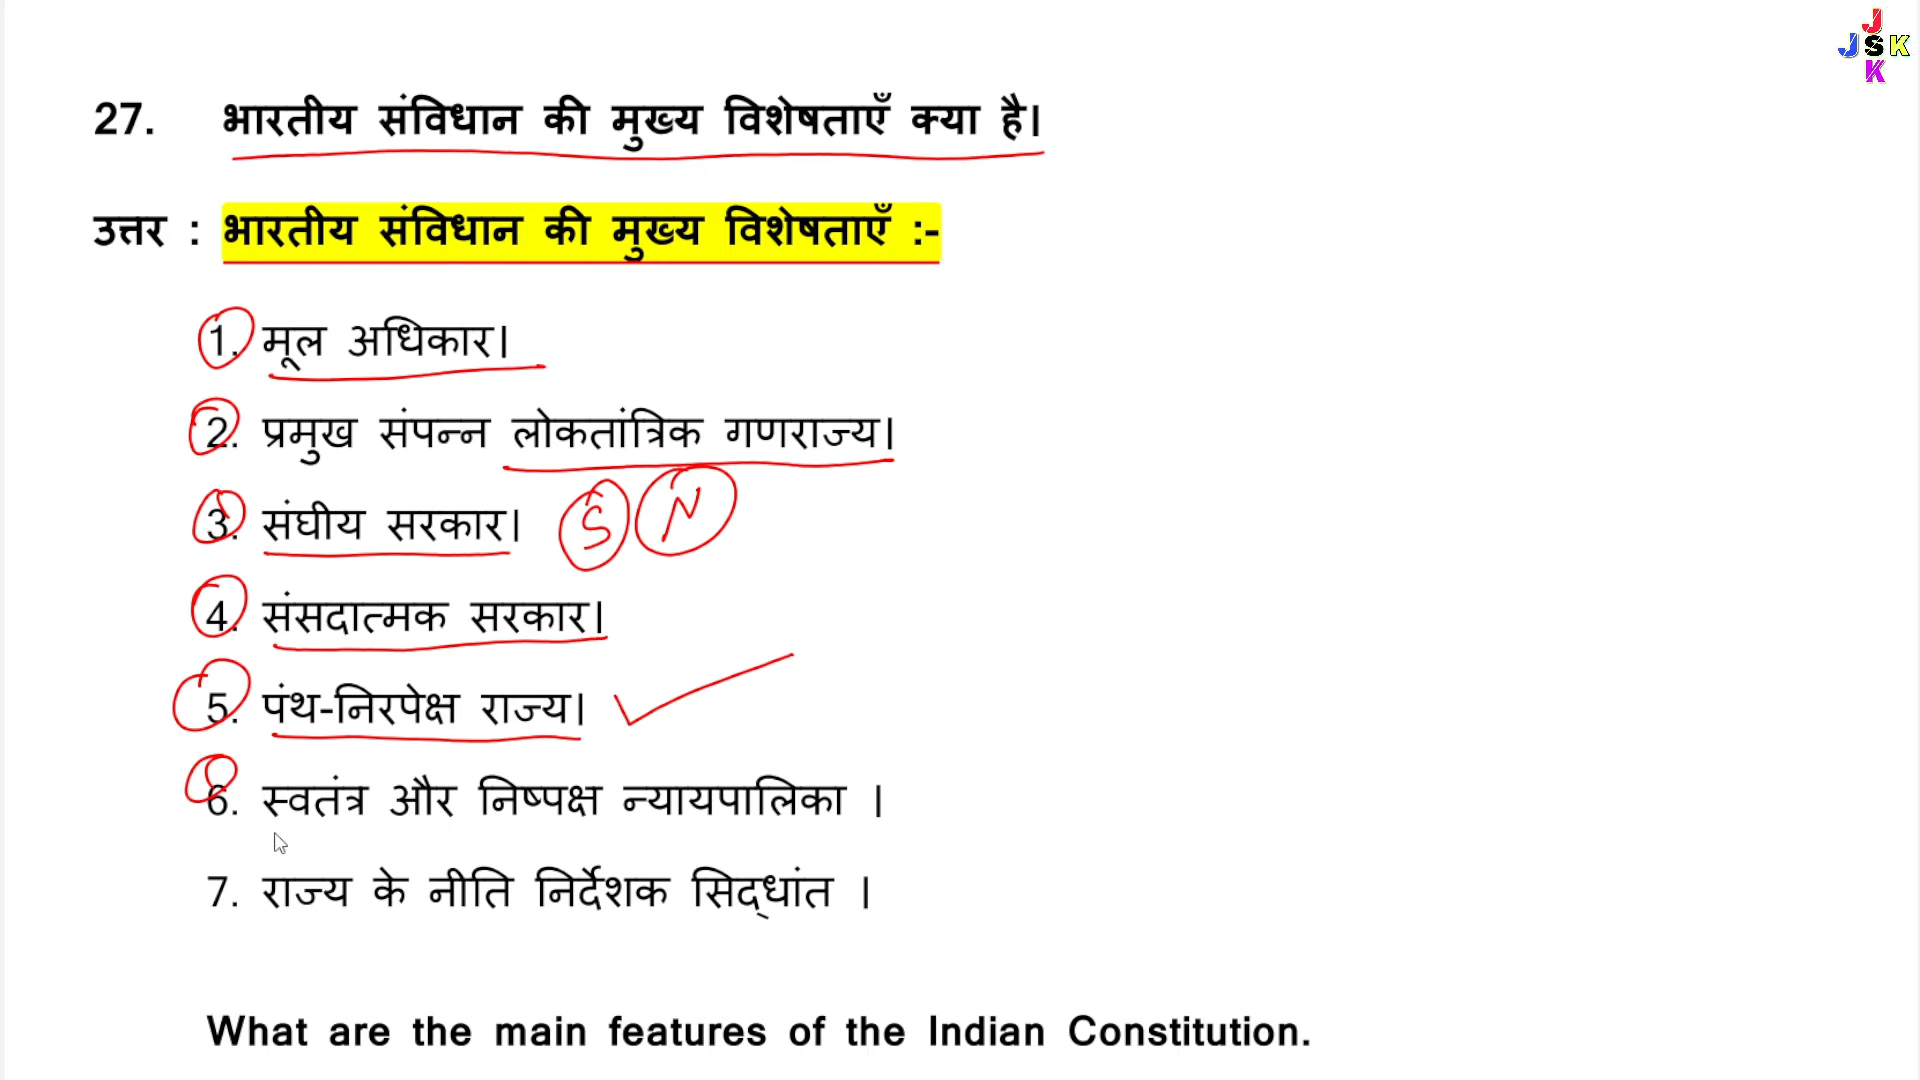 J
JSK
K
27. भारतीय संविधान की मुख्य विशेषताएँ क्या है।
उत्तर : भारतीय संविधान की मुख्य विशेषताएँ :-
1. मूल अधिकार।
2. प्रमुख संपन्न लोकतांत्रिक गणराज्य।
3. संघीय सरकार। S N
4. संसदात्मक सरकार।
5. पंथ-निरपेक्ष राज्य।
6. स्वतंत्र और निष्पक्ष न्यायपालिका ।
7. राज्य के नीति निर्देशक सिद्धांत ।
What are the main features of the Indian Constitution.